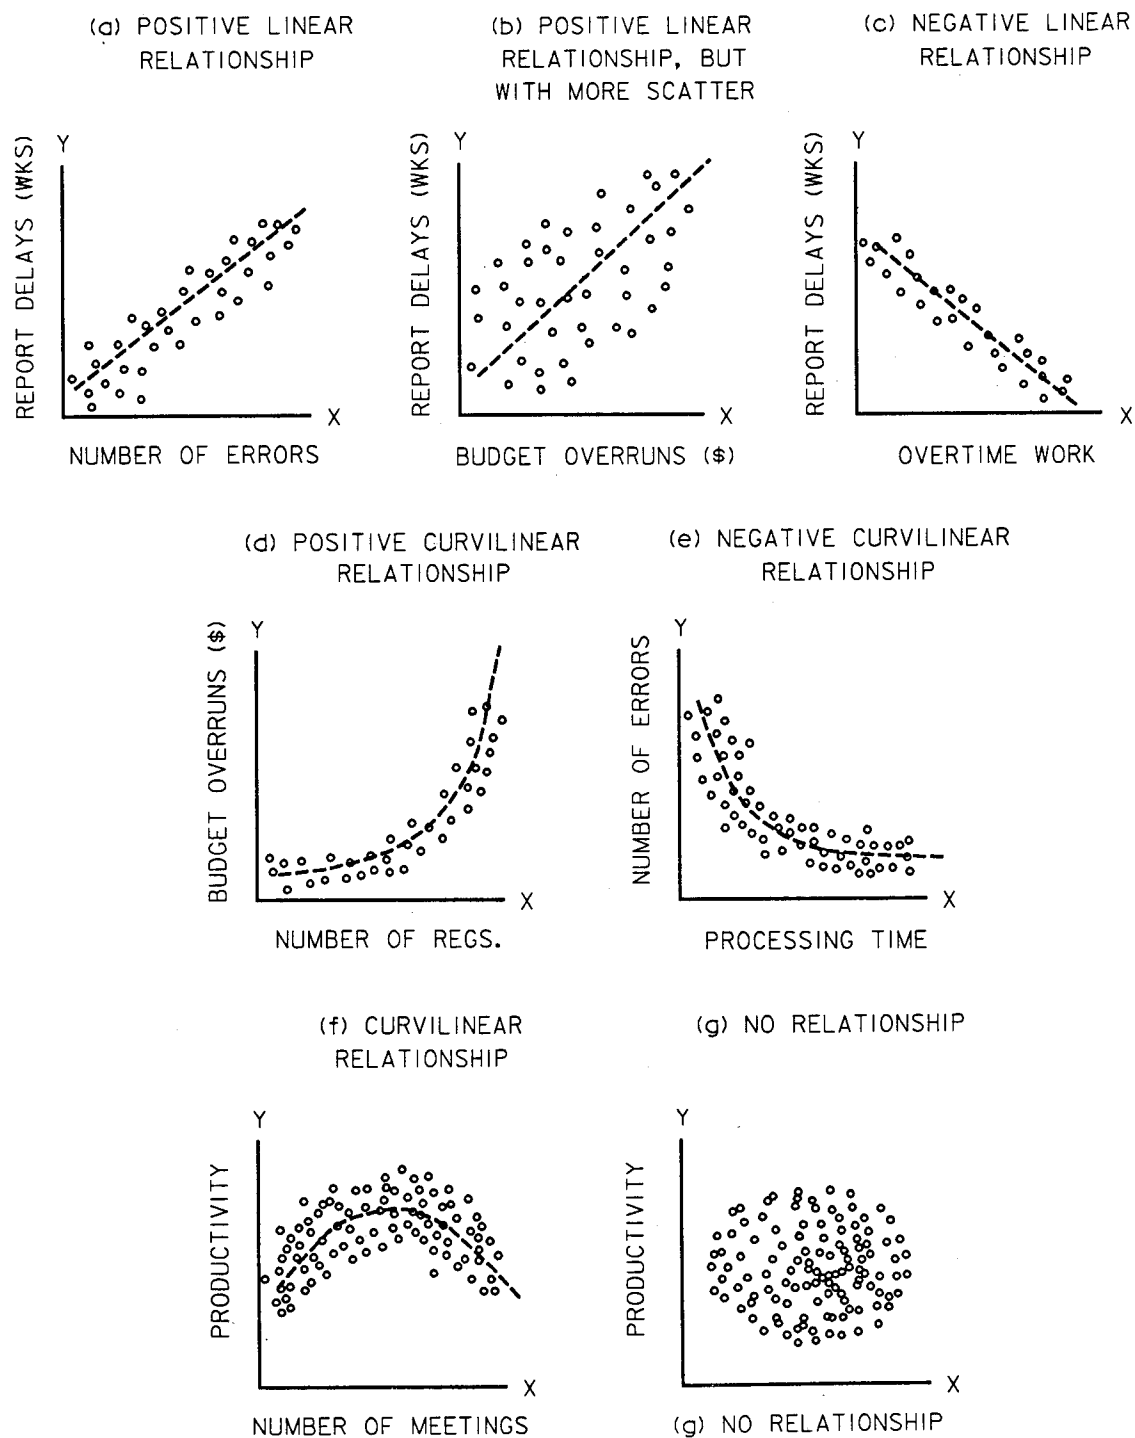 (a) POSITIVE LINEAR
RELATIONSHIP
(b) POSITIVE LINEAR
RELATIONSHIP, BUT
WITH MORE SCATTER
(c) NEGATIVE LINEAR
RELATIONSHIP
Y
REPORT DELAYS (WKS)
X
NUMBER OF ERRORS
Y
REPORT DELAYS (WKS)
X
BUDGET OVERRUNS ($)
Y
REPORT DELAYS (WKS)
X
OVERTIME WORK
(d) POSITIVE CURVILINEAR
RELATIONSHIP
(e) NEGATIVE CURVILINEAR
RELATIONSHIP
Y
BUDGET OVERRUNS ($)
X
NUMBER OF REGS.
Y
NUMBER OF ERRORS
X
PROCESSING TIME
(f) CURVILINEAR
RELATIONSHIP
(g) NO RELATIONSHIP
Y
PRODUCTIVITY
X
NUMBER OF MEETINGS
Y
PRODUCTIVITY
X
(g) NO RELATIONSHIP